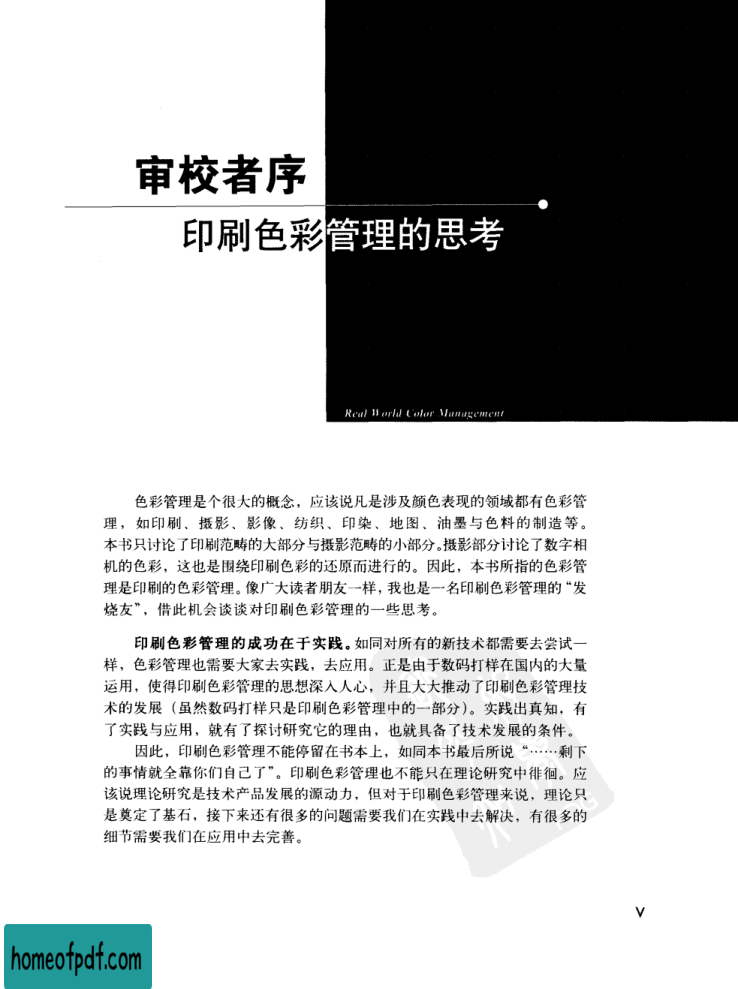 审校者序
印刷色彩管理的思考
Real World Color Management
色彩管理是个很大的概念，应该说凡是涉及颜色表现的领域都有色彩管
理，如印刷、摄影、影像、纺织、印染、地图、油墨与色料的制造等。
本书只讨论了印刷范畴的大部分与摄影范畴的小部分。摄影部分讨论了数字相
机的色彩，这也是围绕印刷色彩的还原而进行的。因此，本书所指的色彩管
理是印刷的色彩管理。像广大读者朋友一样，我也是一名印刷色彩管理的“发
烧友”，借此机会谈谈对印刷色彩管理的一些思考。
印刷色彩管理的成功在于实践。如同对所有的新技术都需要去尝试一
样，色彩管理也需要大家去实践，去应用。正是由于数码打样在国内的大量
运用，使得印刷色彩管理的思想深入人心，并且大大推动了印刷色彩管理技
术的发展（虽然数码打样只是印刷色彩管理中的一部分）。实践出真知，有
了实践与应用，就有了探讨研究它的理由，也就具备了技术发展的条件。
因此，印刷色彩管理不能停留在书本上，如同本书最后所说“……剩下
的事情就全靠你们自己了”。印刷色彩管理也不能只在理论研究中徘徊。应
该说理论研究是技术产品发展的源动力，但对于印刷色彩管理来说，理论只
是奠定了基石，接下来还有很多的问题需要我们在实践中去解决，有很多的
细节需要我们在应用中去完善。
V
homeofpdf.com